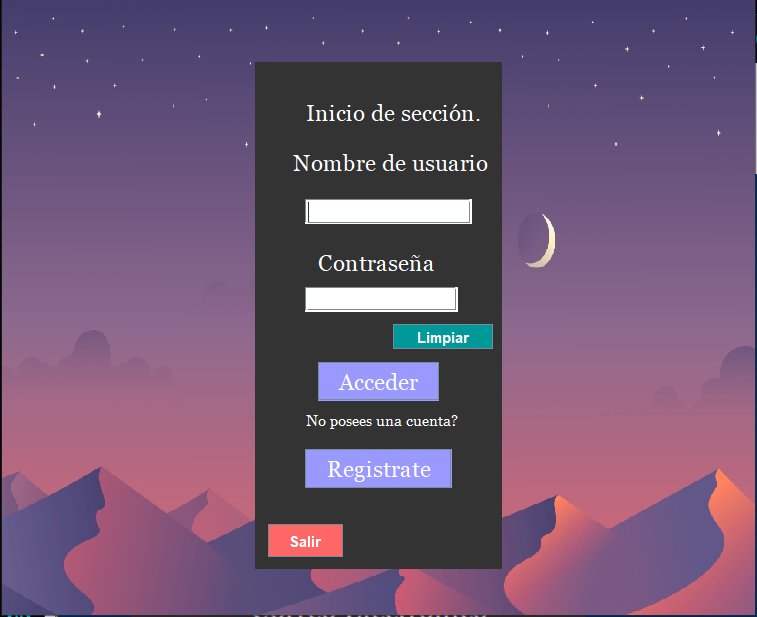 Inicio de sección.
Nombre de usuario
Contraseña
Limpiar
Acceder
No posees una cuenta?
Registrate
Salir